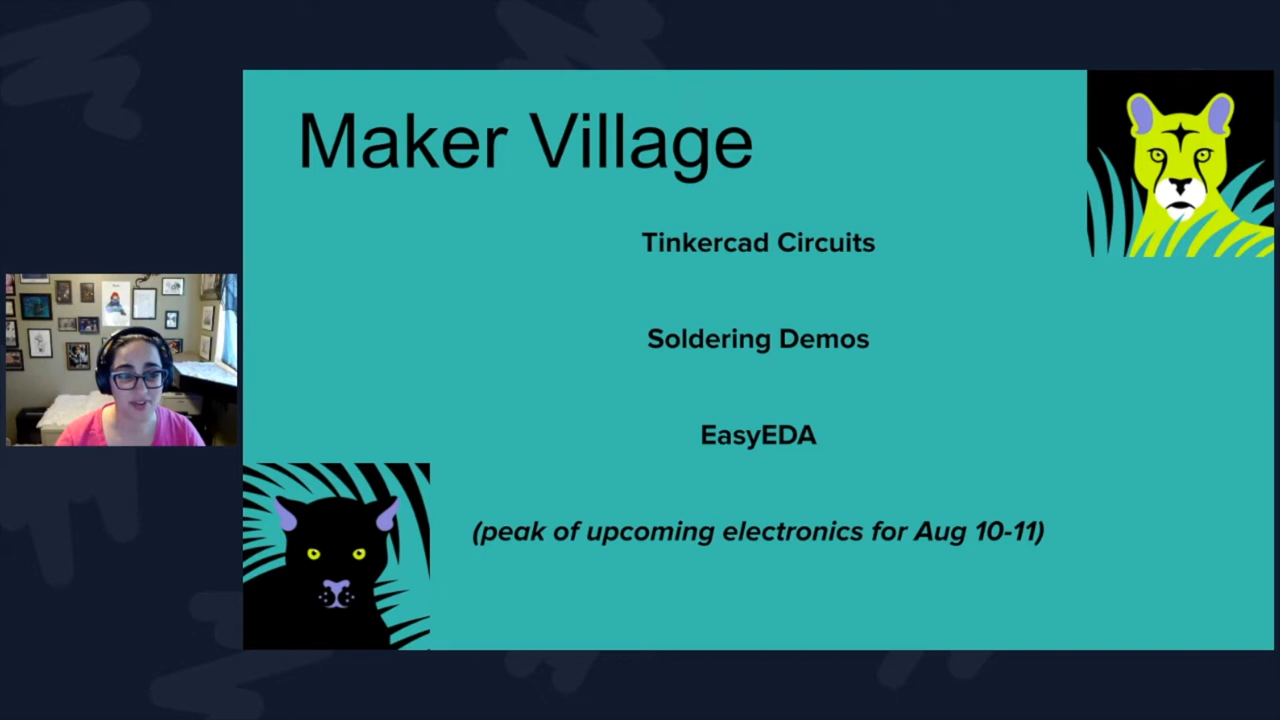 Maker Village
Tinkercad Circuits
Soldering Demos
EasyEDA
(peak of upcoming electronics for Aug 10-11)